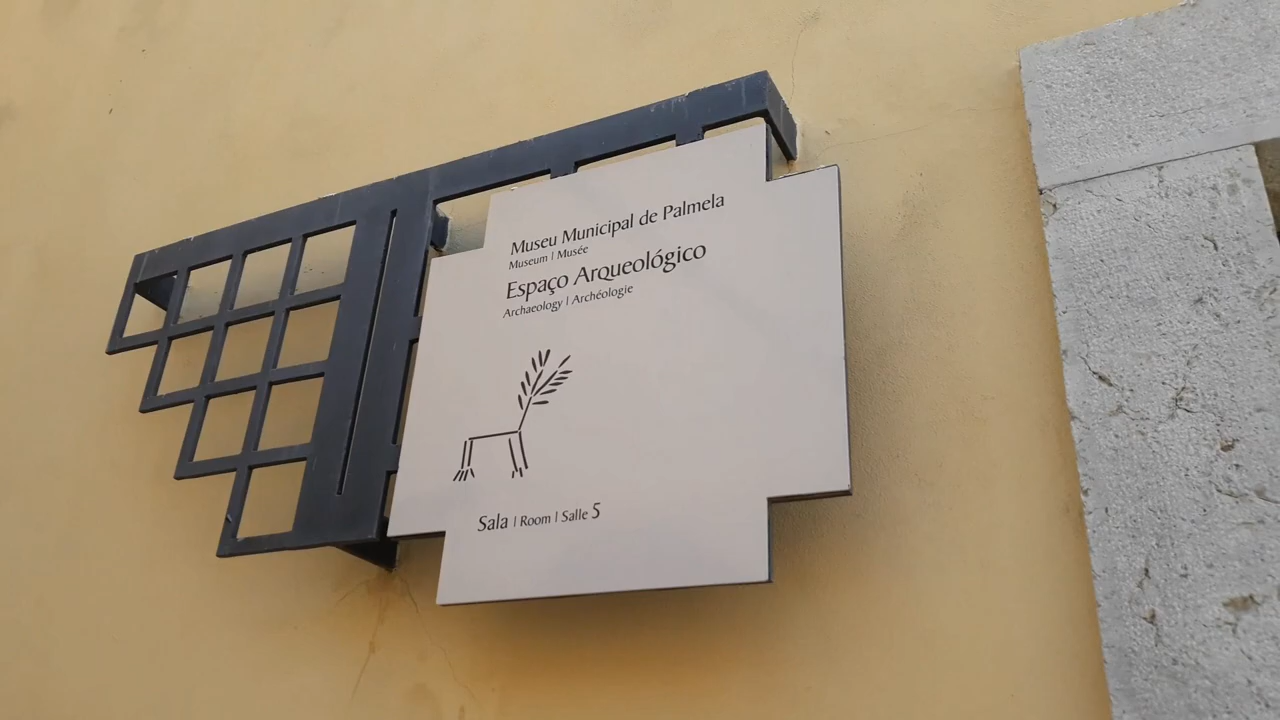 Museu Municipal de Palmela
Museum | Musée
Espaço Arqueológico
Archaeology | Archéologie
Sala | Room | Salle 5